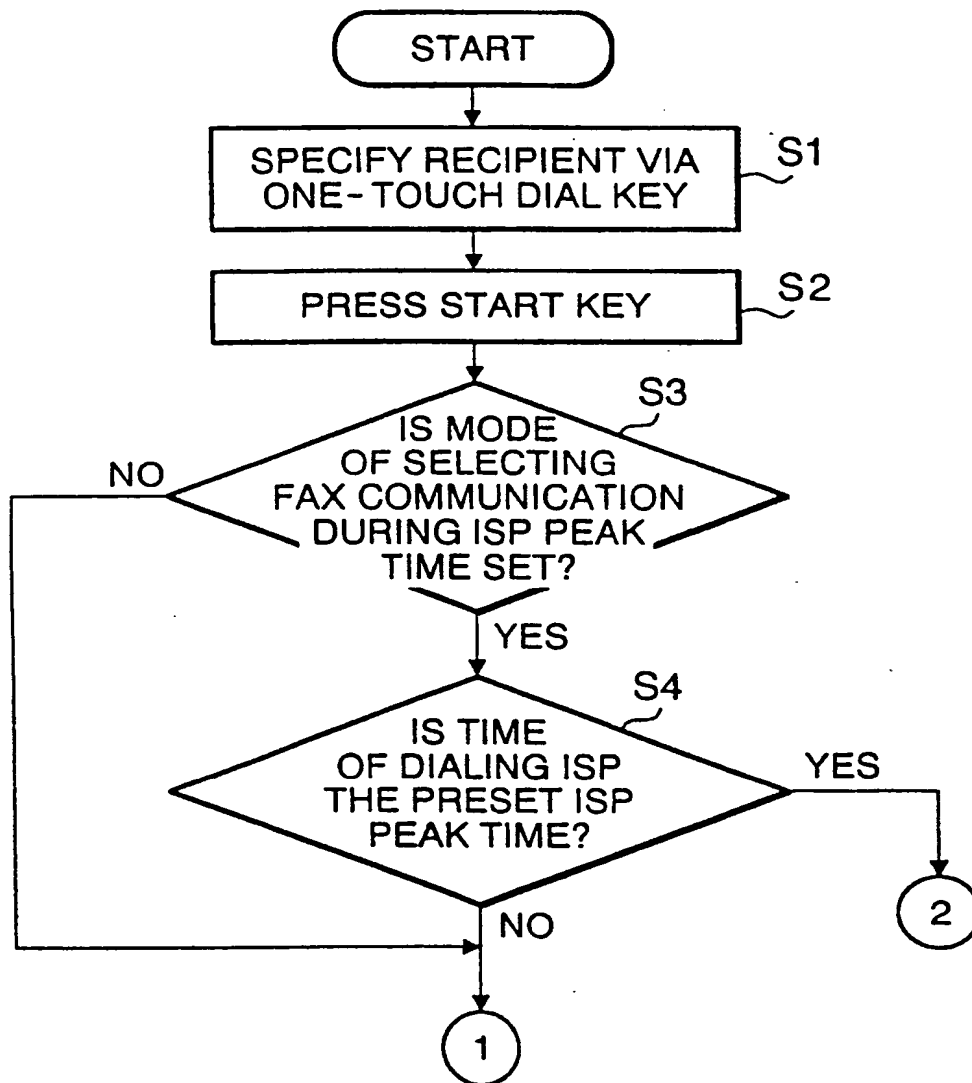 START
SPECIFY RECIPIENT VIA
ONE-TOUCH DIAL KEY
S1
PRESS START KEY
S2
S3
IS MODE
OF SELECTING
FAX COMMUNICATION
DURING ISP PEAK
TIME SET?
NO
YES
S4
IS TIME
OF DIALING ISP
THE PRESET ISP
PEAK TIME?
YES
2
NO
1